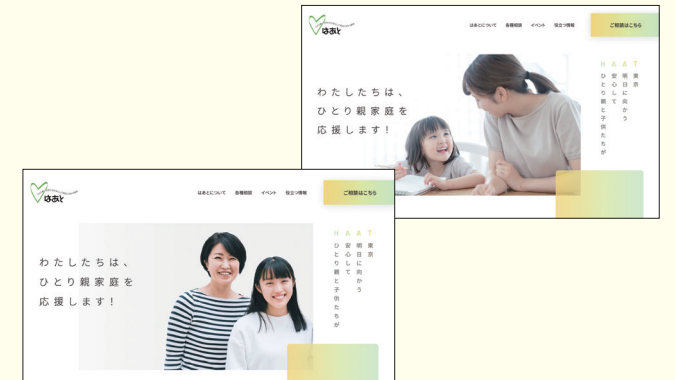 はあと
はあとについて 各種相談 イベント 役立つ情報
ご相談はこちら
わたしたちは、
ひとり親家庭を
応援します！
HAAT
東京
明日に向かう
安心して
ひとり親と子供たちが
はあと
はあとについて 各種相談 イベント 役立つ情報
ご相談はこちら
わたしたちは、
ひとり親家庭を
応援します！
HAAT
東京
明日に向かう
安心して
ひとり親と子供たちが